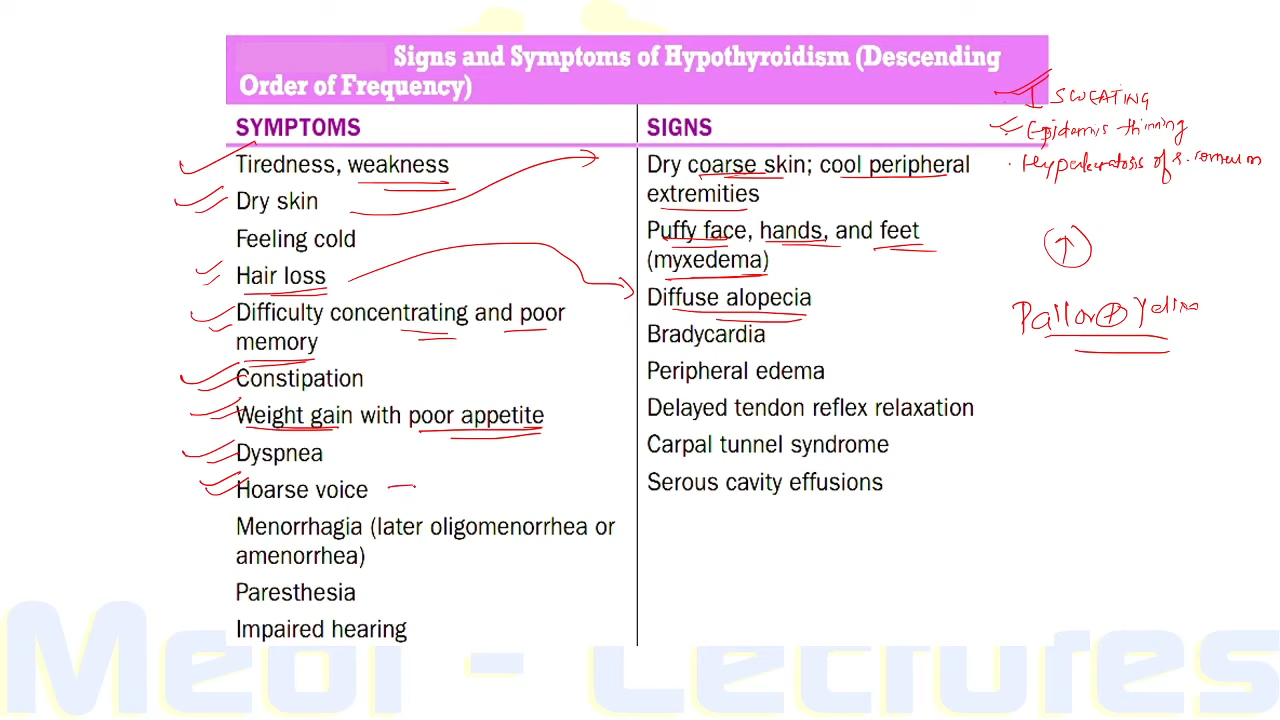 Signs and Symptoms of Hypothyroidism (Descending
Order of Frequency)
SYMPTOMS
Tiredness, weakness
Dry skin
Feeling cold
Hair loss
Difficulty concentrating and poor
memory
Constipation
Weight gain with poor appetite
Dyspnea
Hoarse voice
Menorrhagia (later oligomenorrhea or
amenorrhea)
Paresthesia
Impaired hearing
SIGNS
Dry coarse skin; cool peripheral
extremities
Puffy face, hands, and feet
(myxedema)
Diffuse alopecia
Bradycardia
Peripheral edema
Delayed tendon reflex relaxation
Carpal tunnel syndrome
Serous cavity effusions
↓ SWEATING
Epidermis thinning
· Hyperkeratosis of s. corneum
↑
Pallor ⊕
Medi - Lectures